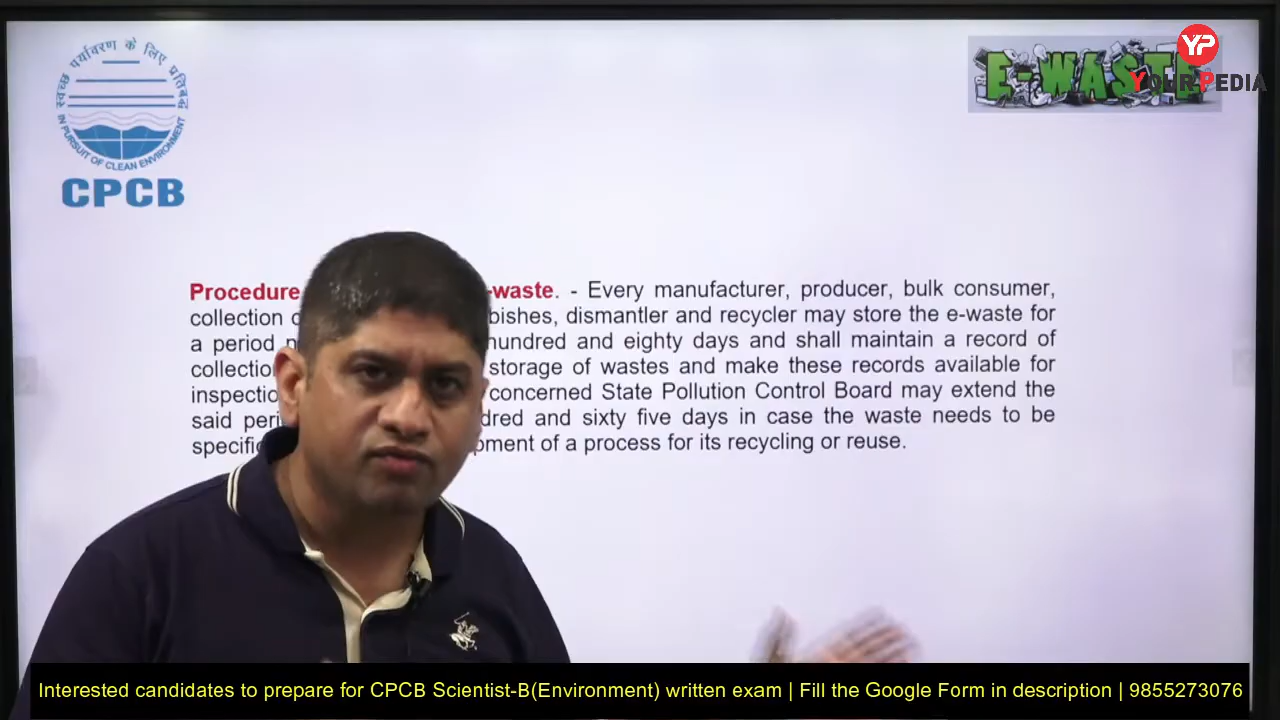 स्वच्छ पर्यावरण के लिए प्रतिबद्ध
IN PURSUIT OF CLEAN ENVIRONMENT
CPCB
E-WASTE
YP
YOUR PEDIA
Procedure -waste. - Every manufacturer, producer, bulk consumer,
collection bishes, dismantler and recycler may store the e-waste for
a period hundred and eighty days and shall maintain a record of
collectio storage of wastes and make these records available for
inspectio concerned State Pollution Control Board may extend the
said peri dred and sixty five days in case the waste needs to be
specific pment of a process for its recycling or reuse.
Interested candidates to prepare for CPCB Scientist-B(Environment) written exam | Fill the Google Form in description | 9855273076